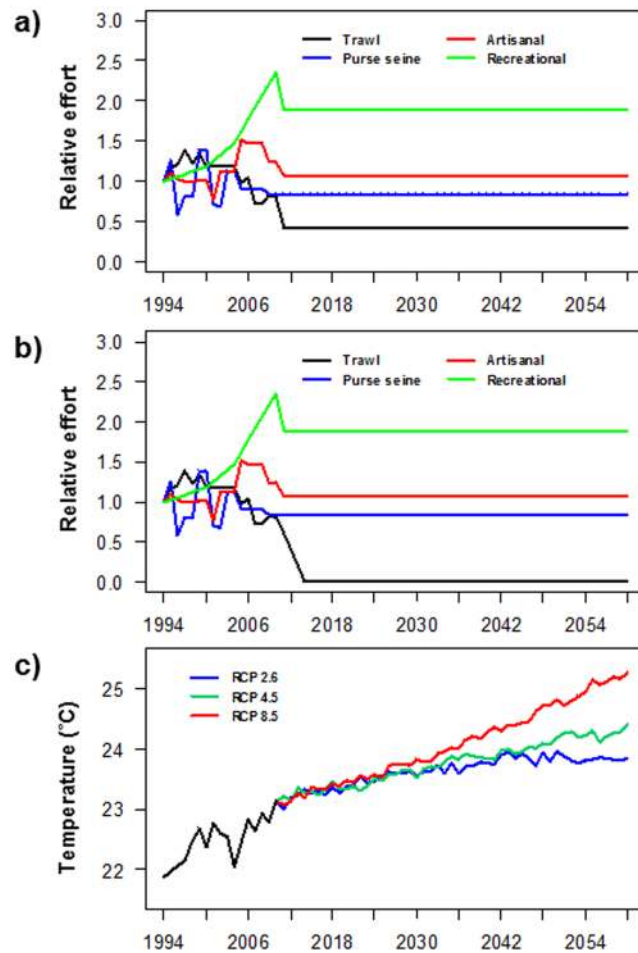 a)
Relative effort
3.0
2.5
2.0
1.5
1.0
0.5
0.0
Trawl
Purse seine
Artisanal
Recreational
1994 2006 2018 2030 2042 2054
b)
Relative effort
3.0
2.5
2.0
1.5
1.0
0.5
0.0
Trawl
Purse seine
Artisanal
Recreational
1994 2006 2018 2030 2042 2054
c)
Temperature (°C)
25
24
23
22
RCP 2.6
RCP 4.5
RCP 8.5
1994 2006 2018 2030 2042 2054